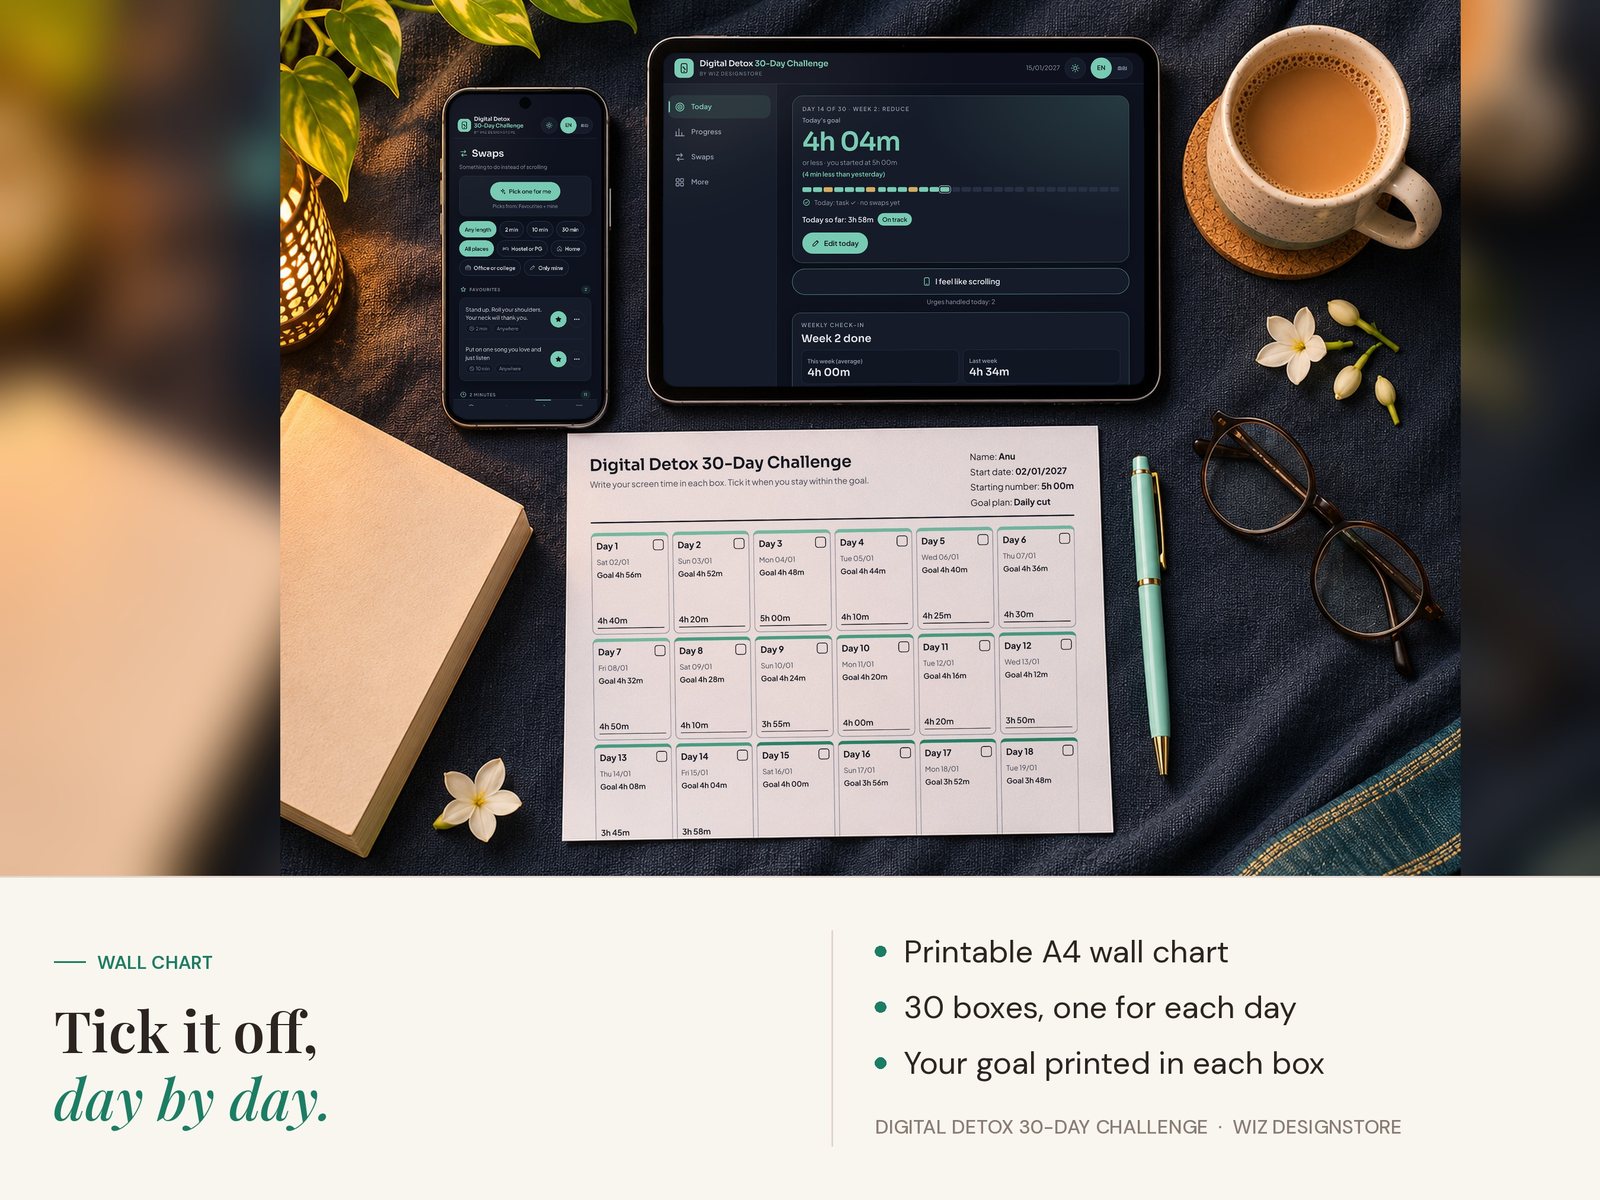 Digital Detox
30-Day Challenge
BY WIZ DESIGNSTORE
EN
Swaps
Something to do instead of scrolling
Pick one for me
Picks from: Favourites + mine
Any length
2 min
10 min
30 min
All places
Hostel or PG
Home
Office or college
Only mine
FAVOURITES
2
Stand up. Roll your shoulders.
Your neck will thank you.
2 min
Anywhere
Put on one song you love and
just listen
10 min
Anywhere
2 MINUTES
11
Digital Detox 30-Day Challenge
BY WIZ DESIGNSTORE
15/01/2027
EN
Today
Progress
Swaps
More
DAY 14 OF 30 · WEEK 2: REDUCE
Today's goal
4h 04m
or less · you started at 5h 00m
(4 min less than yesterday)
Today: task ✓ · no swaps yet
Today so far: 3h 58m
On track
Edit today
I feel like scrolling
Urges handled today: 2
WEEKLY CHECK-IN
Week 2 done
This week (average)
4h 00m
Last week
4h 34m
Digital Detox 30-Day Challenge
Write your screen time in each box. Tick it when you stay within the goal.
Name: Anu
Start date: 02/01/2027
Starting number: 5h 00m
Goal plan: Daily cut
Day 1
Sat 02/01
Goal 4h 56m
4h 40m
Day 2
Sun 03/01
Goal 4h 52m
4h 20m
Day 3
Mon 04/01
Goal 4h 48m
5h 00m
Day 4
Tue 05/01
Goal 4h 44m
4h 10m
Day 5
Wed 06/01
Goal 4h 40m
4h 25m
Day 6
Thu 07/01
Goal 4h 36m
4h 30m
Day 7
Fri 08/01
Goal 4h 32m
4h 50m
Day 8
Sat 09/01
Goal 4h 28m
4h 10m
Day 9
Sun 10/01
Goal 4h 24m
3h 55m
Day 10
Mon 11/01
Goal 4h 20m
4h 00m
Day 11
Tue 12/01
Goal 4h 16m
4h 20m
Day 12
Wed 13/01
Goal 4h 12m
3h 50m
Day 13
Thu 14/01
Goal 4h 08m
3h 45m
Day 14
Fri 15/01
Goal 4h 04m
3h 58m
Day 15
Sat 16/01
Goal 4h 00m
Day 16
Sun 17/01
Goal 3h 56m
Day 17
Mon 18/01
Goal 3h 52m
Day 18
Tue 19/01
Goal 3h 48m
WALL CHART
Tick it off,
day by day.
Printable A4 wall chart
30 boxes, one for each day
Your goal printed in each box
DIGITAL DETOX 30-DAY CHALLENGE · WIZ DESIGNSTORE